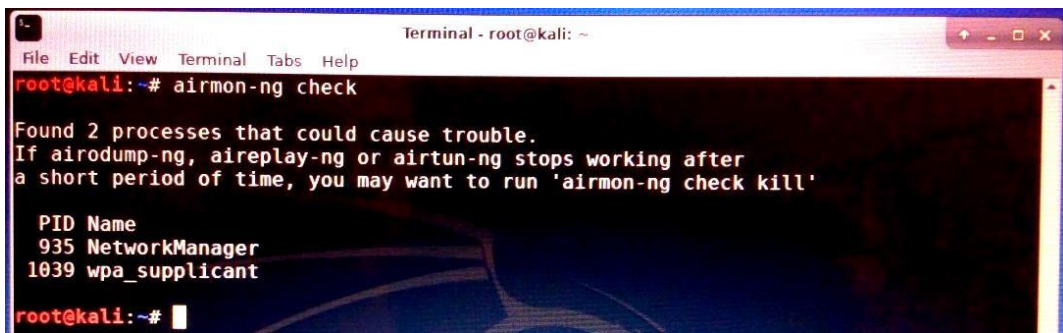 Terminal - root@kali: ~
File Edit View Terminal Tabs Help
root@kali:~# airmon-ng check
Found 2 processes that could cause trouble.
If airodump-ng, aireplay-ng or airtun-ng stops working after
a short period of time, you may want to run 'airmon-ng check kill'
PID Name
935 NetworkManager
1039 wpa_supplicant
root@kali:~#